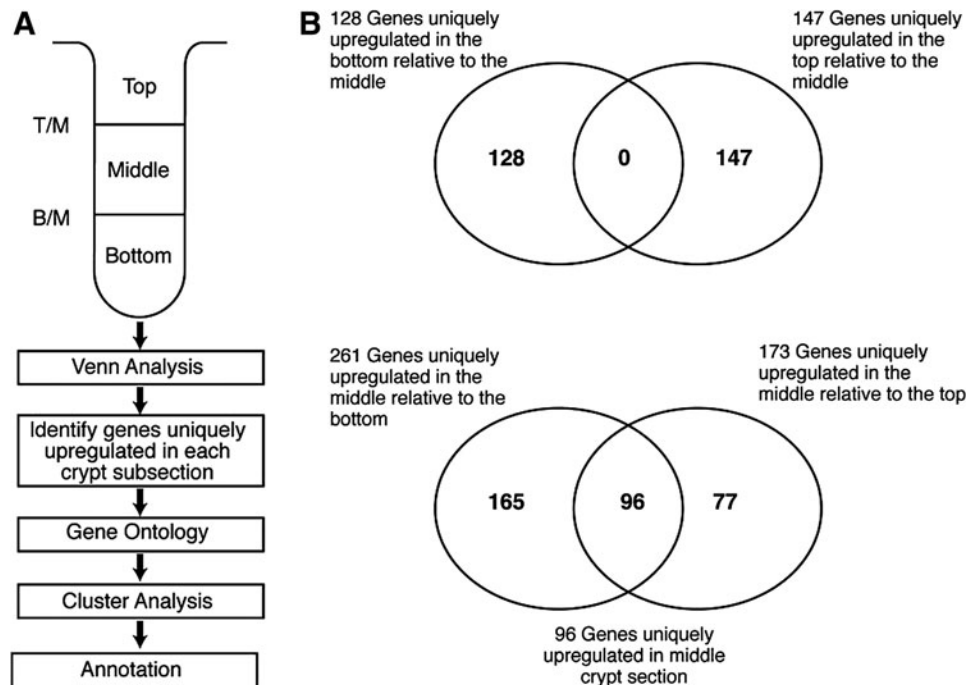 A
Top
T/M
Middle
B/M
Bottom
Venn Analysis
Identify genes uniquely
upregulated in each
crypt subsection
Gene Ontology
Cluster Analysis
Annotation
B
128 Genes uniquely
upregulated in the
bottom relative to the
middle
147 Genes uniquely
upregulated in the
top relative to the
middle
128
0
147
261 Genes uniquely
upregulated in the
middle relative to the
bottom
173 Genes uniquely
upregulated in the
middle relative to the top
165
96
77
96 Genes uniquely
upregulated in middle
crypt section